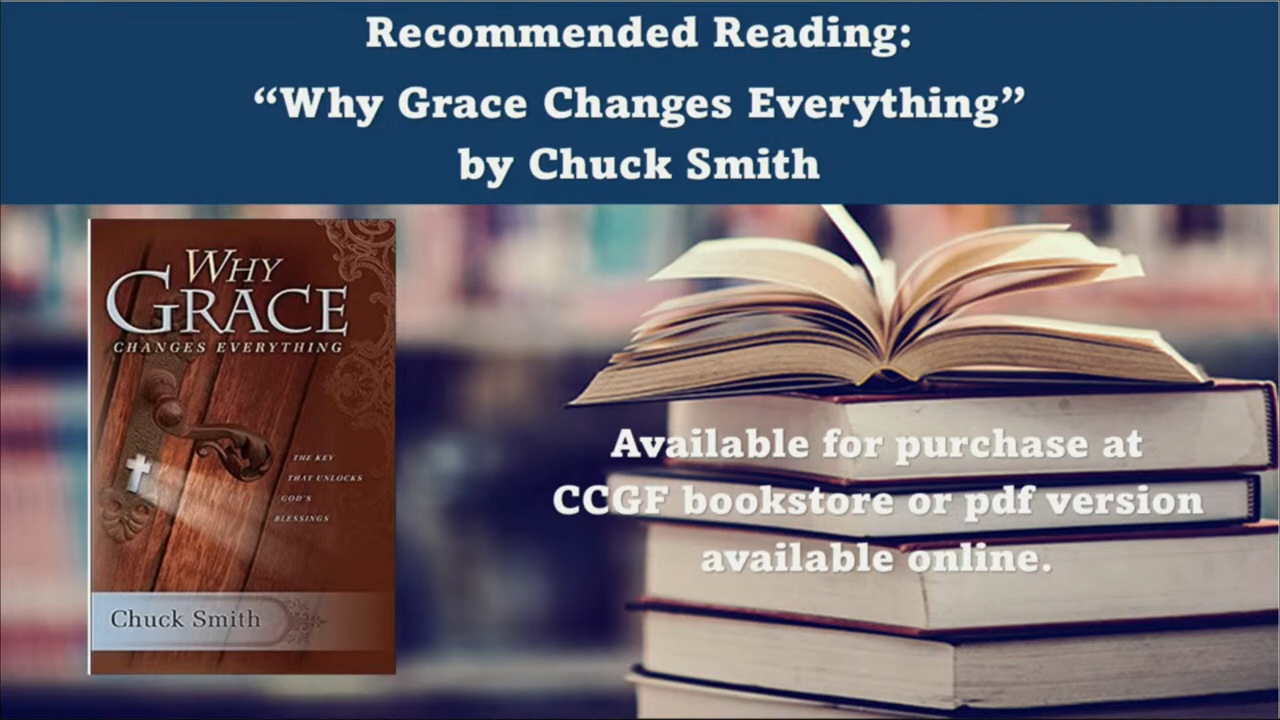 Recommended Reading:
“Why Grace Changes Everything”
by Chuck Smith
WHY
GRACE
CHANGES EVERYTHING
THE KEY
THAT UNLOCKS
GOD'S
BLESSINGS
Chuck Smith
Available for purchase at
CCGF bookstore or pdf version
available online.